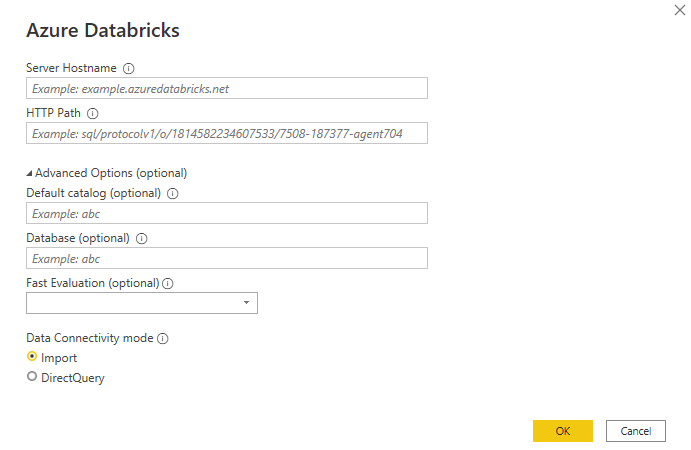 Azure Databricks
Server Hostname
Example: example.azuredatabricks.net
HTTP Path
Example: sql/protocolv1/o/1814582234607533/7508-187377-agent704
Advanced Options (optional)
Default catalog (optional)
Example: abc
Database (optional)
Example: abc
Fast Evaluation (optional)
Data Connectivity mode
Import
DirectQuery
OK Cancel